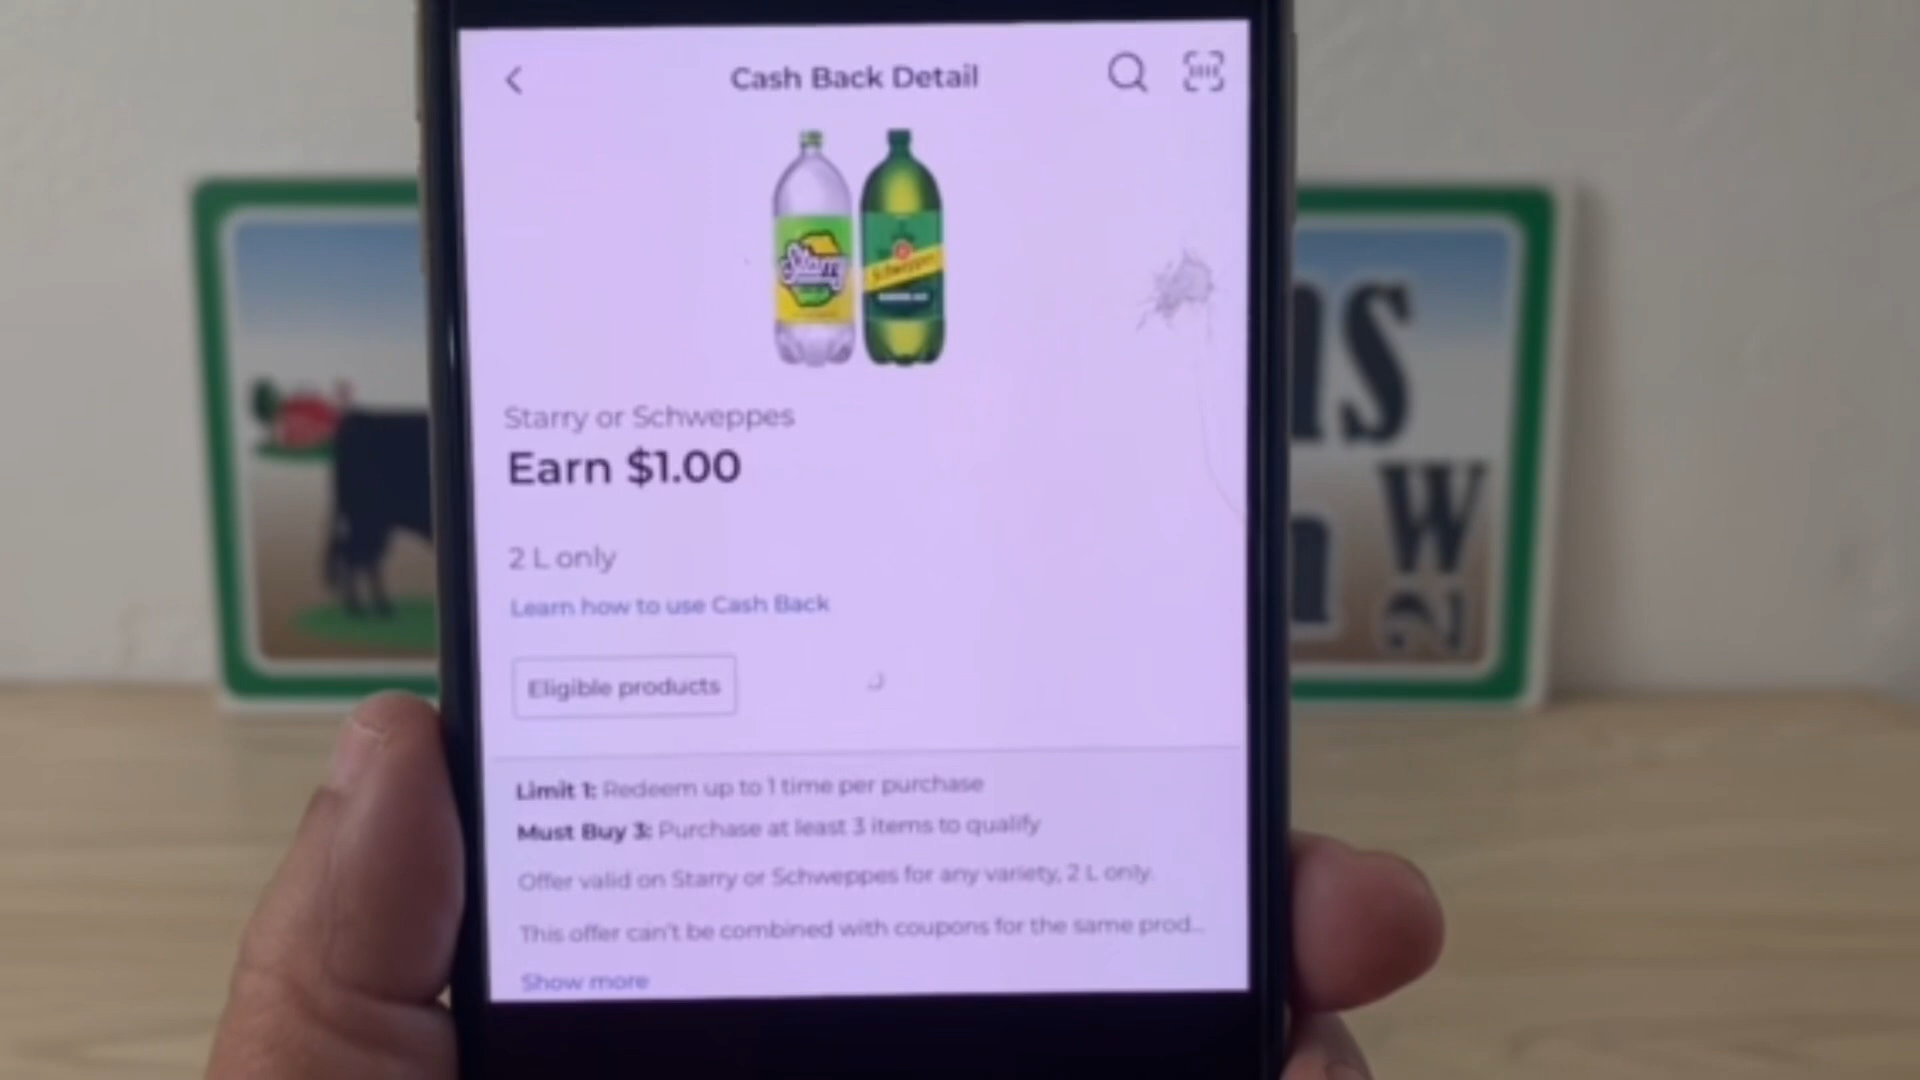 Cash Back Detail
Starry
Schweppes
Starry or Schweppes
Earn $1.00
2 L only
Learn how to use Cash Back
Eligible products
Limit 1: Redeem up to 1 time per purchase
Must Buy 3: Purchase at least 3 items to qualify
Offer valid on Starry or Schweppes for any variety, 2 L only.
This offer can't be combined with coupons for the same prod...
Show more